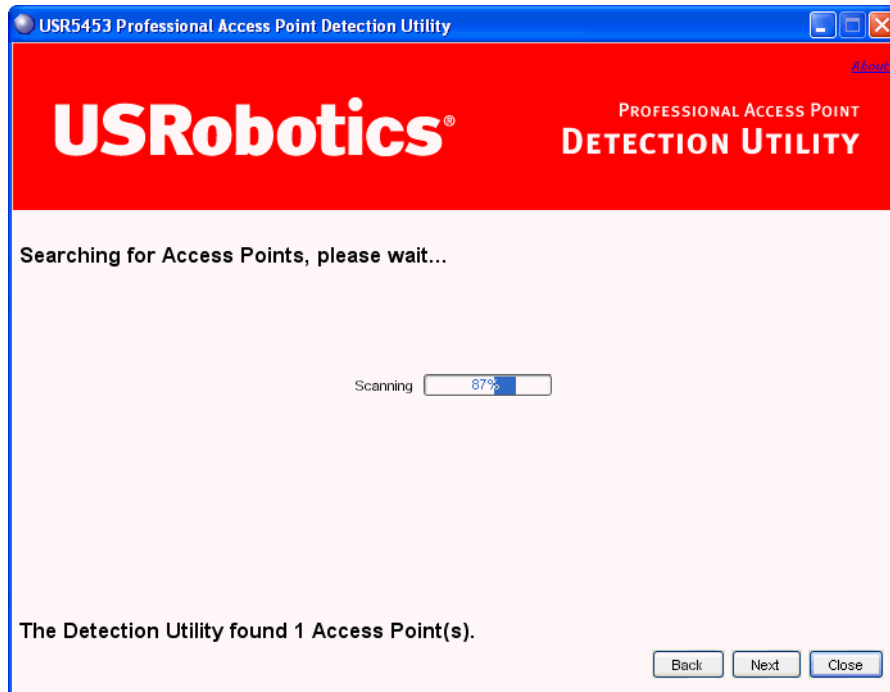 USR5453 Professional Access Point Detection Utility
About
USRobotics®
PROFESSIONAL ACCESS POINT
DETECTION UTILITY
Searching for Access Points, please wait...
Scanning 87%
The Detection Utility found 1 Access Point(s).
Back Next Close